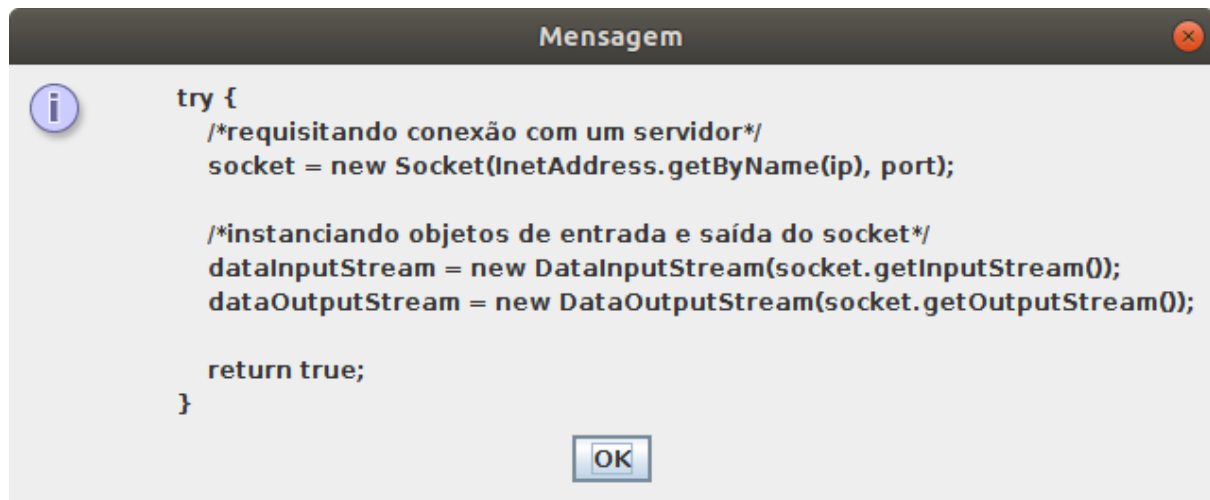 Mensagem
try {
/*requisitando conexão com um servidor*/
socket = new Socket(InetAddress.getByName(ip), port);
/*instanciando objetos de entrada e saída do socket*/
dataInputStream = new DataInputStream(socket.getInputStream());
dataOutputStream = new DataOutputStream(socket.getOutputStream());
return true;
}
OK